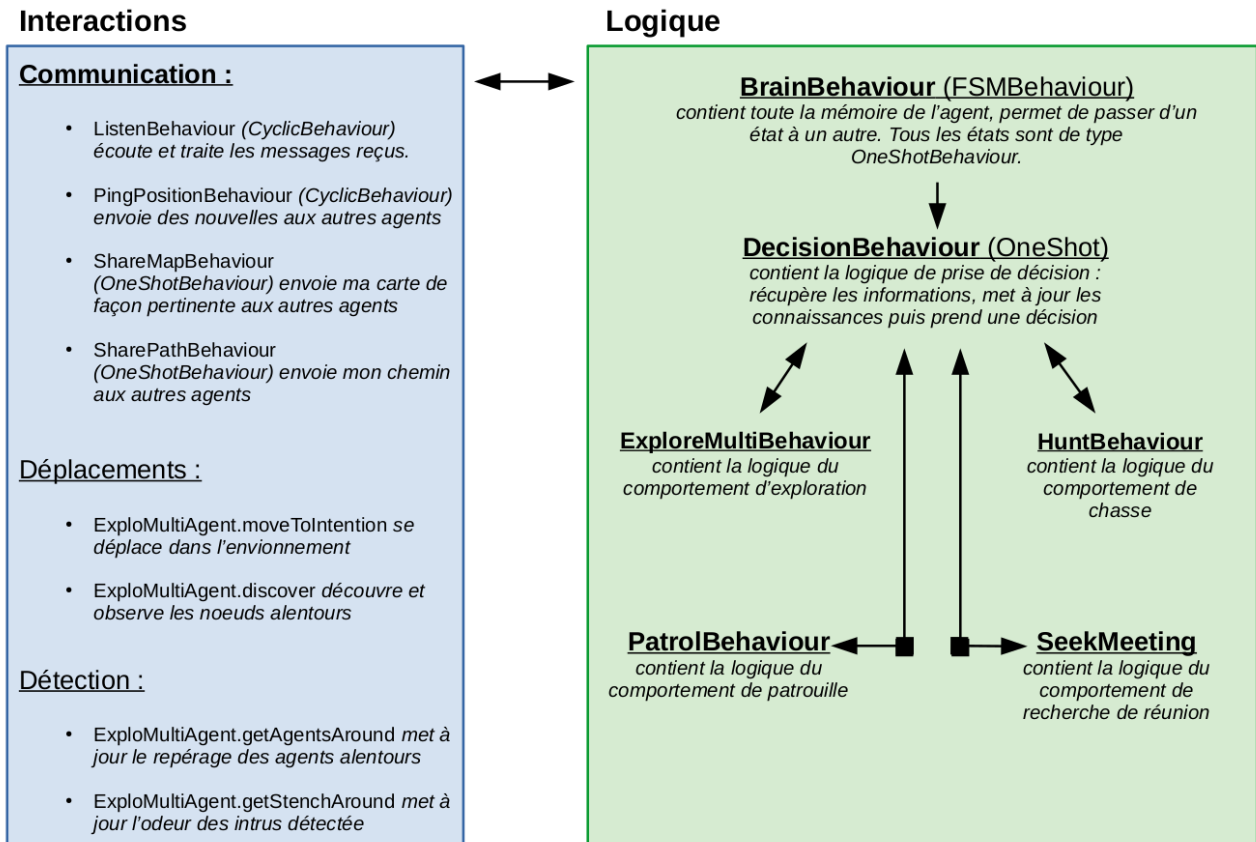 Interactions
Communication :
• ListenBehaviour (CyclicBehaviour)
écoute et traite les messages reçus.
• PingPositionBehaviour (CyclicBehaviour)
envoie des nouvelles aux autres agents
• ShareMapBehaviour
(OneShotBehaviour) envoie ma carte de
façon pertinente aux autres agents
• SharePathBehaviour
(OneShotBehaviour) envoie mon chemin
aux autres agents
Déplacements :
• ExploMultiAgent.moveToIntention se
déplace dans l'envionnement
• ExploMultiAgent.discover découvre et
observe les noeuds alentours
Détection :
• ExploMultiAgent.getAgentsAround met à
jour le repérage des agents alentours
• ExploMultiAgent.getStenchAround met à
jour l'odeur des intrus détectée
Logique
BrainBehaviour (FSMBehaviour)
contient toute la mémoire de l'agent, permet de passer d'un
état à un autre. Tous les états sont de type
OneShotBehaviour.
DecisionBehaviour (OneShot)
contient la logique de prise de décision :
récupère les informations, met à jour les
connaissances puis prend une décision
ExploreMultiBehaviour
contient la logique du
comportement d'exploration
HuntBehaviour
contient la logique du
comportement de
chasse
PatrolBehaviour
contient la logique du
comportement de patrouille
SeekMeeting
contient la logique du
comportement de
recherche de réunion